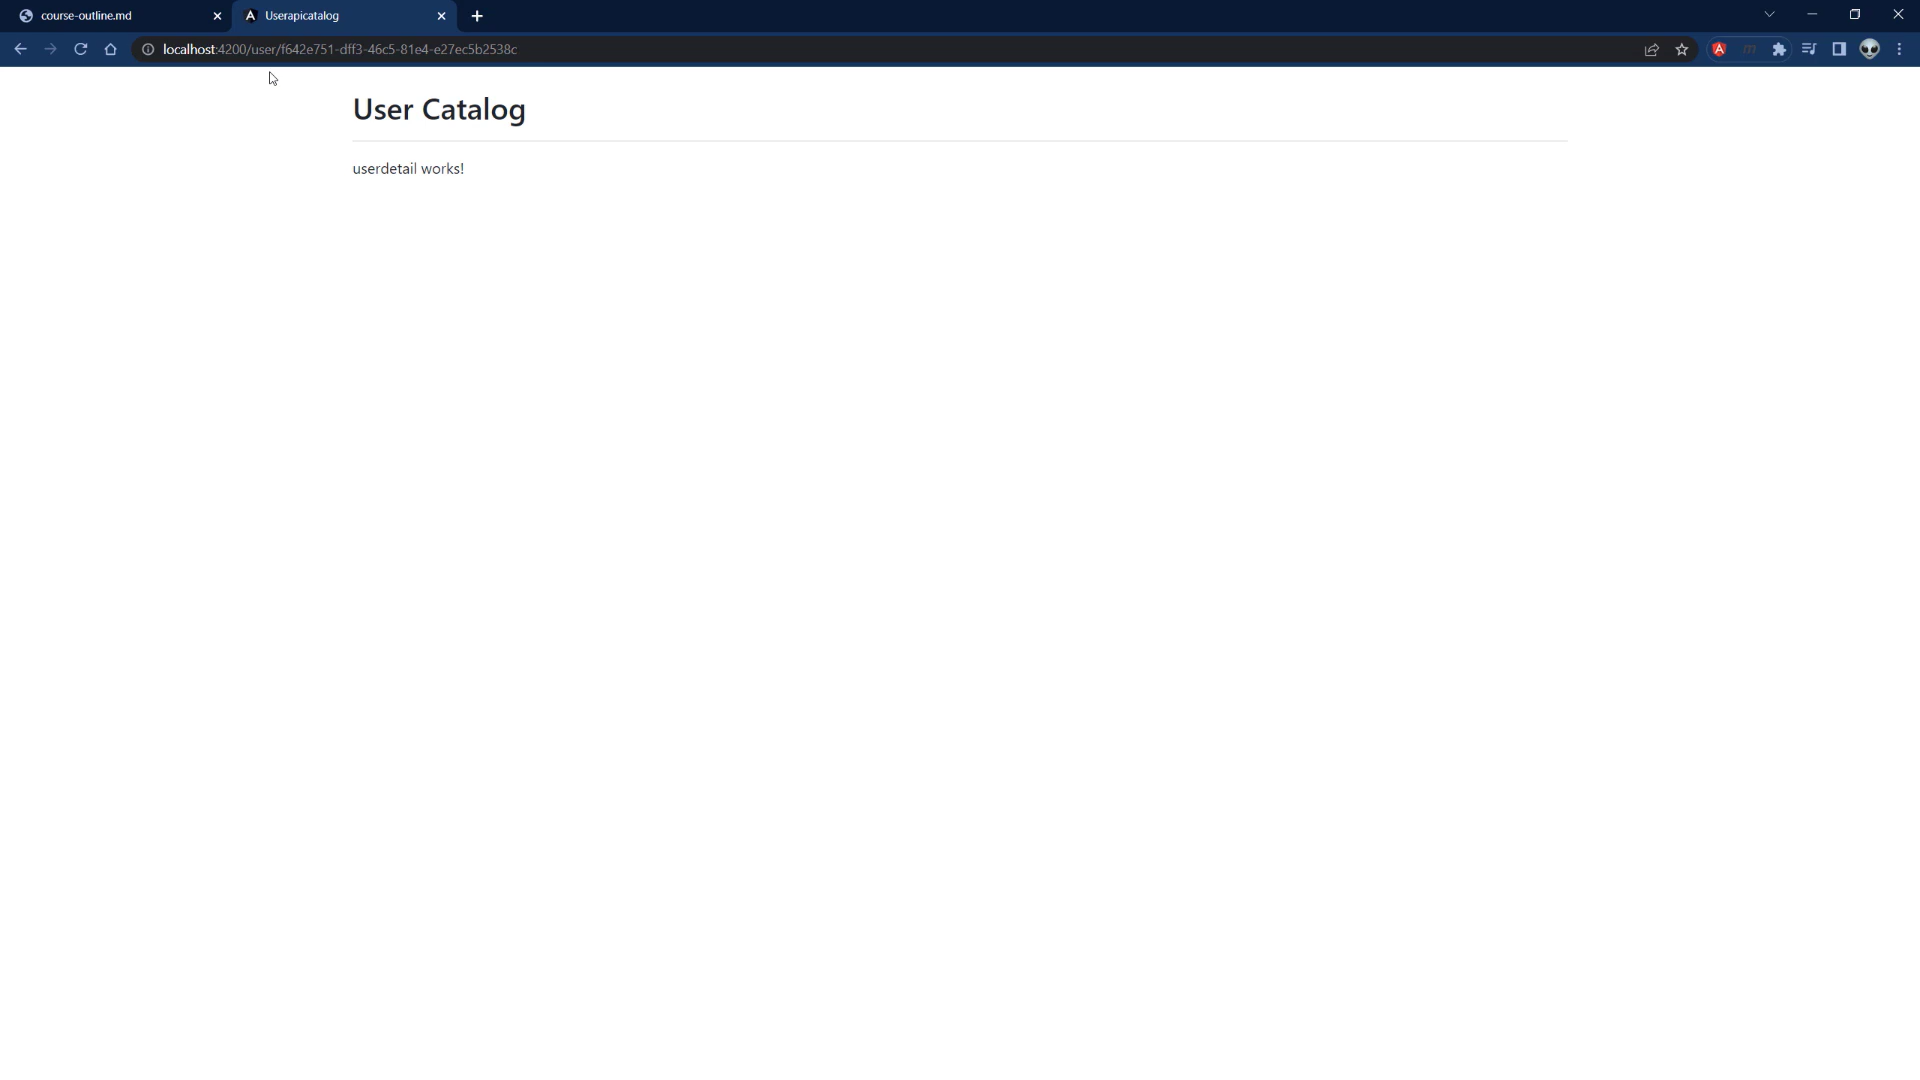 course-outline.md
Userapicatalog
localhost:4200/user/f642e751-dff3-46c5-81e4-e27ec5b2538c
User Catalog
userdetail works!